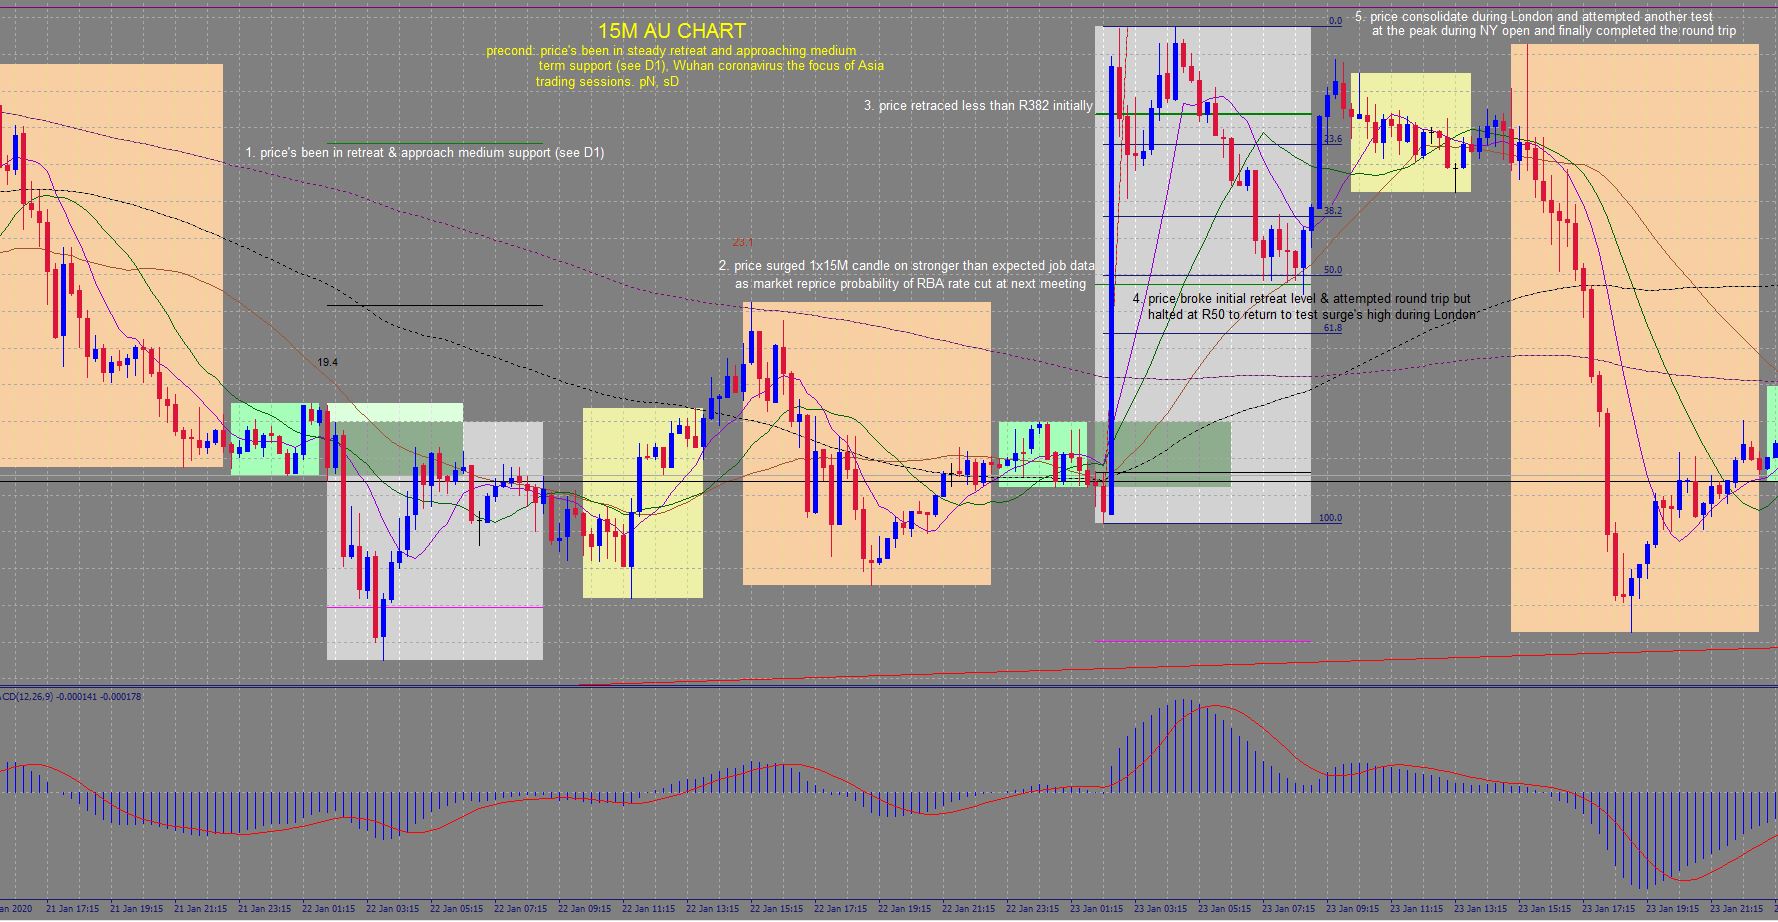 15M AU CHART
precond: price's been in steady retreat and approaching medium
term support (see D1), Wuhan coronavirus the focus of Asia
trading sessions. pN, sD
5. price consolidate during London and attempted another test
at the peak during NY open and finally completed the round trip
3. price retraced less than R382 initially
1. price's been in retreat & approach medium support (see D1)
23.1
2. price surged 1x15M candle on stronger than expected job data
as market reprice probability of RBA rate cut at next meeting
4. price broke initial retreat level & attempted round trip but
halted at R50 to return to test surge's high during London
19.4
0.0
23.6
38.2
50.0
61.8
100.0
CD(12,26,9) -0.000141 -0.000178
an 2020 21 Jan 17:15 21 Jan 19:15 21 Jan 21:15 21 Jan 23:15 22 Jan 01:15 22 Jan 03:15 22 Jan 05:15 22 Jan 07:15 22 Jan 09:15 22 Jan 11:15 22 Jan 13:15 22 Jan 15:15 22 Jan 17:15 22 Jan 19:15 22 Jan 21:15 22 Jan 23:15 23 Jan 01:15 23 Jan 03:15 23 Jan 05:15 23 Jan 07:15 23 Jan 09:15 23 Jan 11:15 23 Jan 13:15 23 Jan 15:15 23 Jan 17:15 23 Jan 19:15 23 Jan 21:15